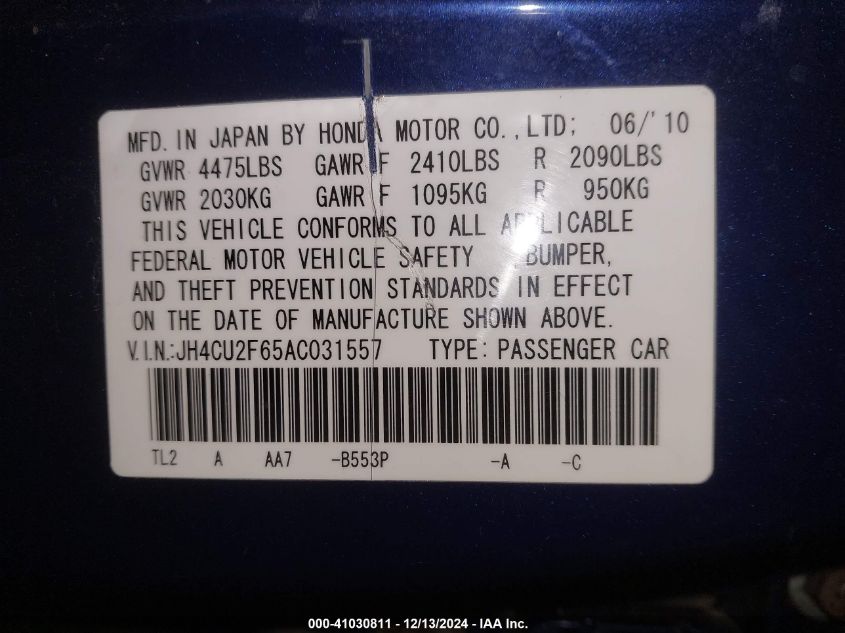 MFD. IN JAPAN BY HONDA MOTOR CO., LTD; 06/'10
GVWR 4475LBS GAWR F 2410LBS R 2090LBS
GVWR 2030KG GAWR F 1095KG R 950KG
THIS VEHICLE CONFORMS TO ALL APPLICABLE
FEDERAL MOTOR VEHICLE SAFETY ,BUMPER,
AND THEFT PREVENTION STANDARDS IN EFFECT
ON THE DATE OF MANUFACTURE SHOWN ABOVE.
V.I.N.:JH4CU2F65AC031557 TYPE: PASSENGER CAR
TL2 A AA7 -B553P -A -C
000-41030811 - 12/13/2024 - IAA Inc.